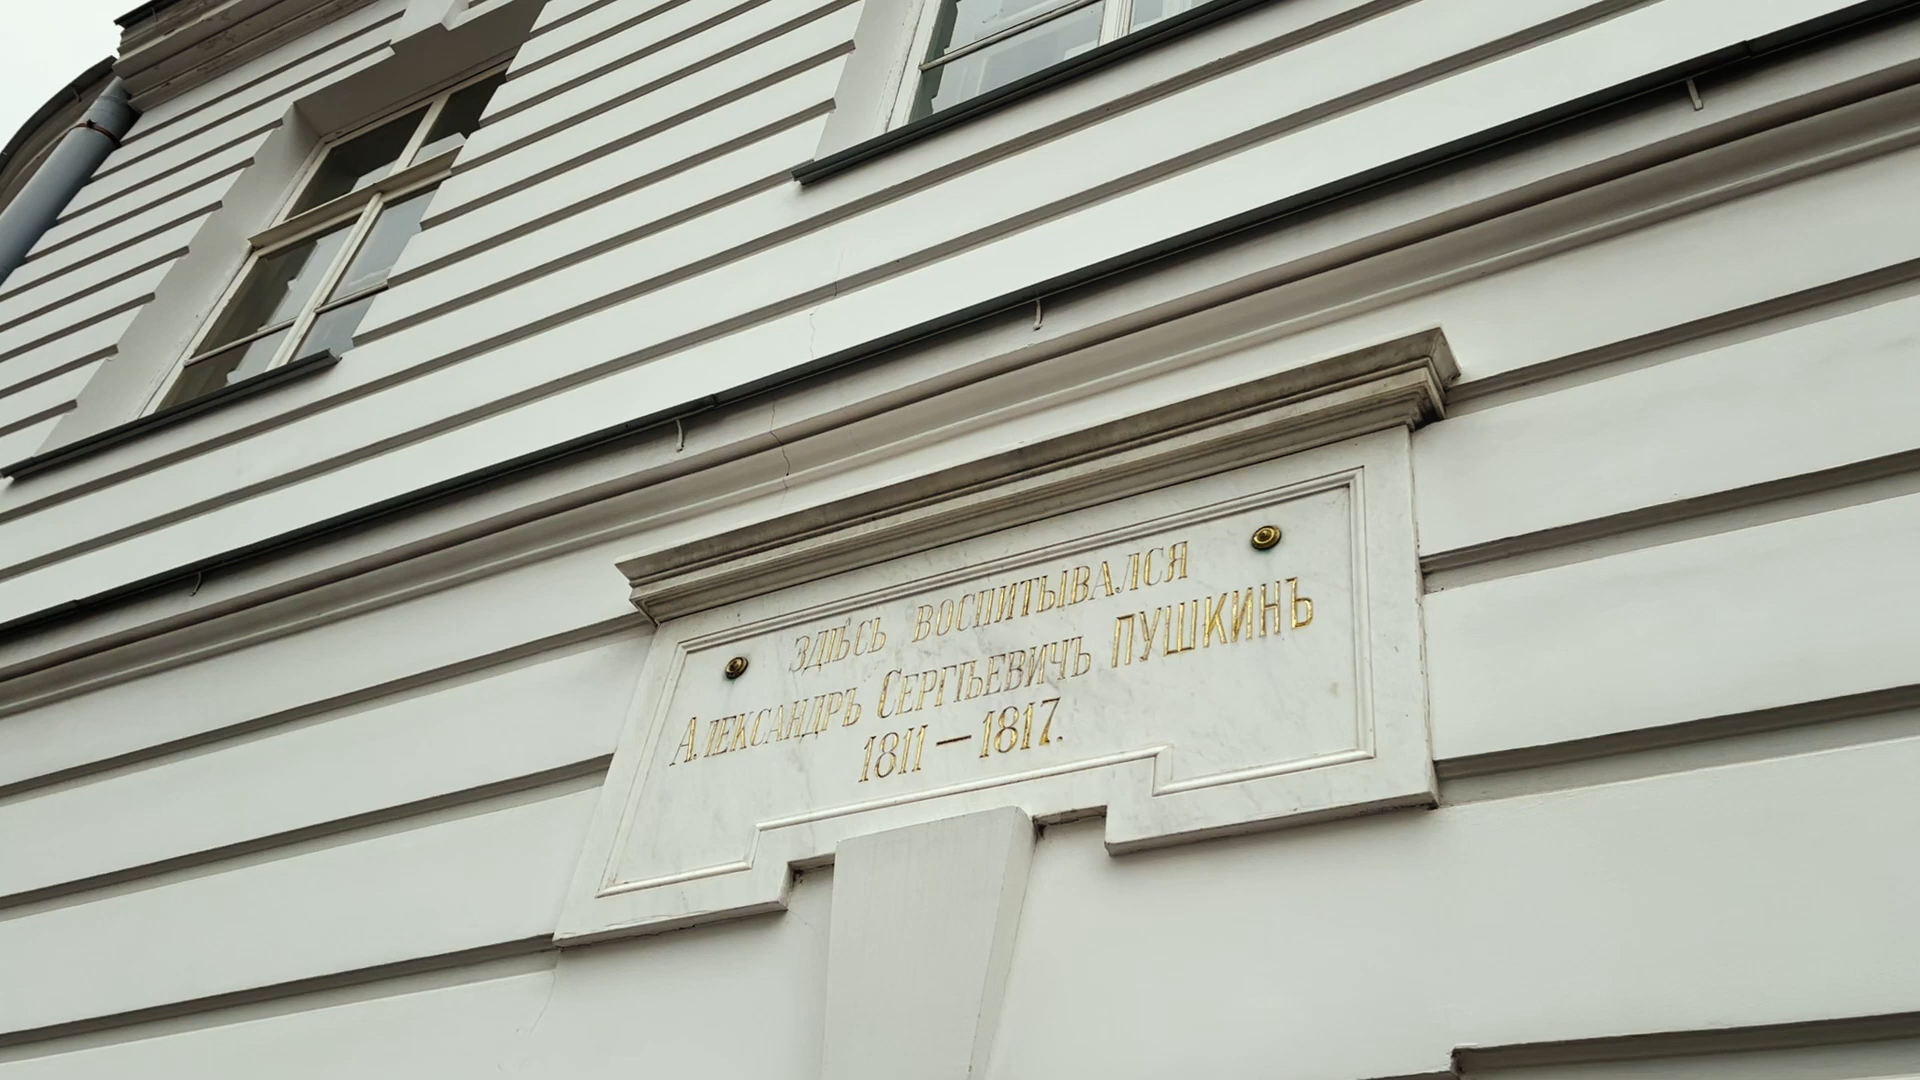 ЗДѢСЬ ВОСПИТЫВАЛСЯ
АЛЕКСАНДРЪ СЕРГѢЕВИЧЪ ПУШКИНЪ
1811 — 1817.